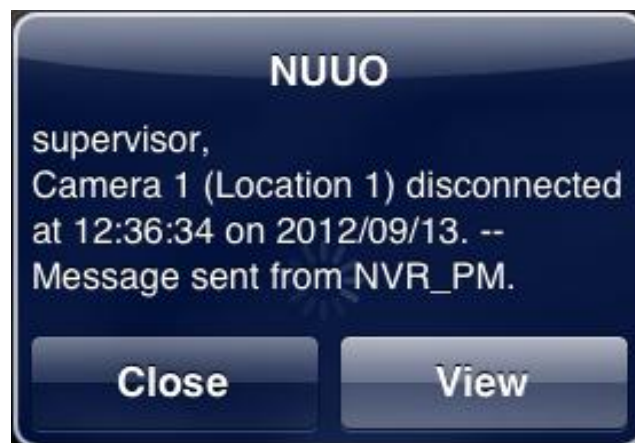 NUUO
supervisor,
Camera 1 (Location 1) disconnected
at 12:36:34 on 2012/09/13. --
Message sent from NVR_PM.
Close
View